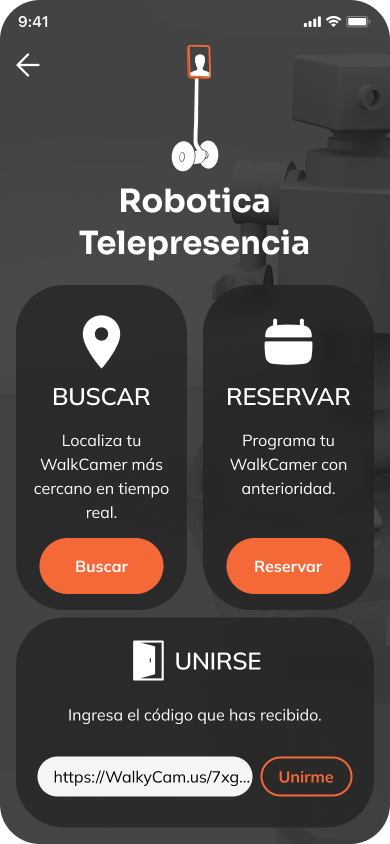 9:41
Robotica
Telepresencia
BUSCAR
Localiza tu
WalkCamer más
cercano en tiempo
real.
Buscar
RESERVAR
Programa tu
WalkCamer con
anterioridad.
Reservar
UNIRSE
Ingresa el código que has recibido.
https://WalkyCam.us/7xg...
Unirme